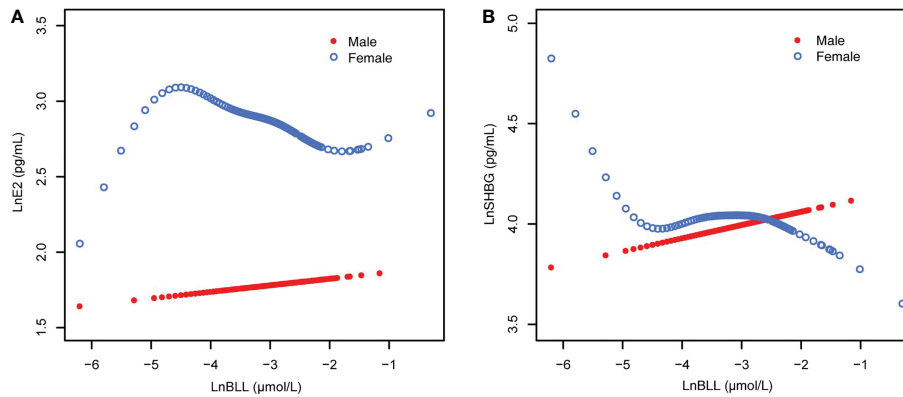 A
Male
Female
LnE2 (pg/mL)
3.5
3.0
2.5
2.0
1.5
−6 −5 −4 −3 −2 −1
LnBLL (µmol/L)
B
Male
Female
LnSHBG (pg/mL)
5.0
4.5
4.0
3.5
−6 −5 −4 −3 −2 −1
LnBLL (µmol/L)